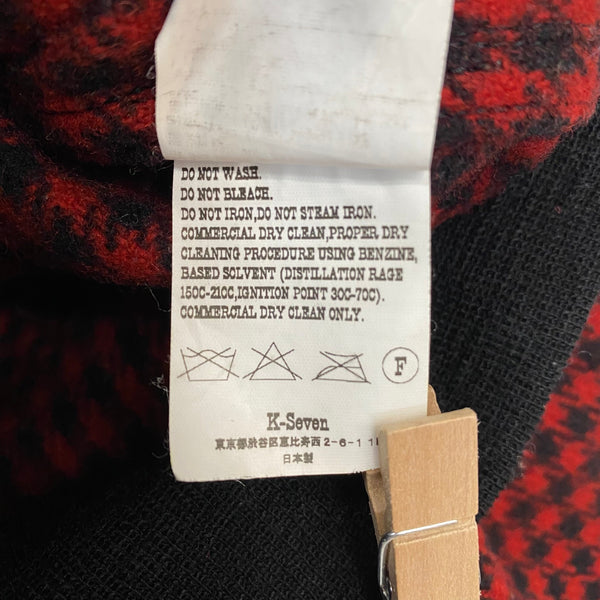 DO NOT WASH.
DO NOT BLEACH.
DO NOT IRON,DO NOT STEAM IRON.
COMMERCIAL DRY CLEAN,PROPER DRY
CLEANING PROCEDURE USING BENZINE,
BASED SOLVENT (DISTILLATION RAGE
150C-210C,IGNITION POINT 30C-70C).
COMMERCIAL DRY CLEAN ONLY.
F
K-Seven
東京都渋谷区恵比寿西2-6-1
日本製